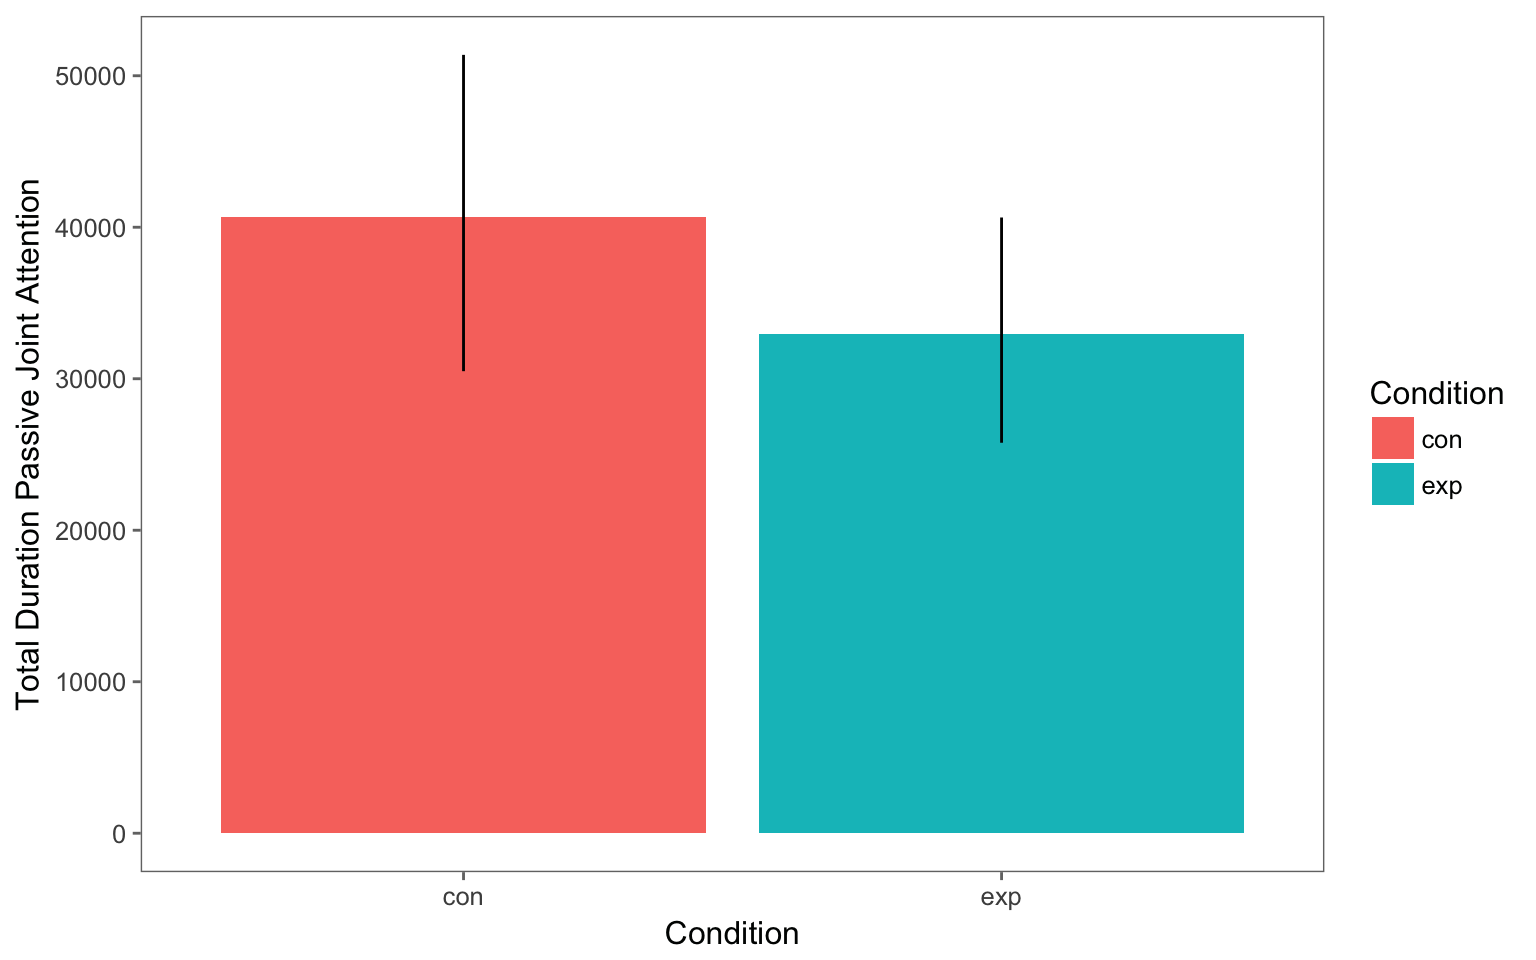 Total Duration Passive Joint Attention
50000
40000
30000
20000
10000
0
con
exp
Condition
Condition
con
exp